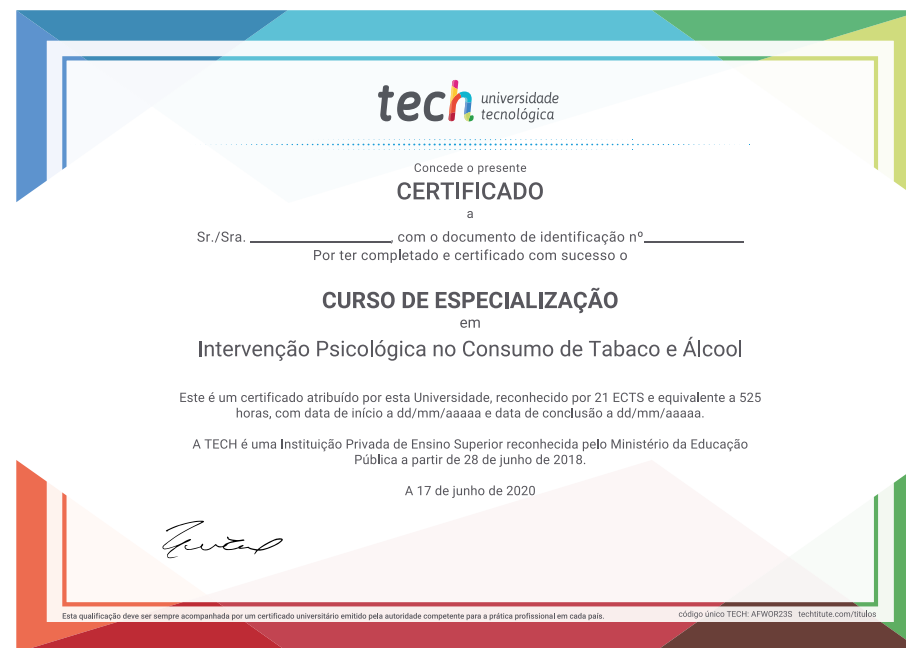 tech universidade
tecnológica
Concede o presente
CERTIFICADO
a
Sr./Sra. ____________, com o documento de identificação nº____________
Por ter completado e certificado com sucesso o
CURSO DE ESPECIALIZAÇÃO
em
Intervenção Psicológica no Consumo de Tabaco e Álcool
Este é um certificado atribuído por esta Universidade, reconhecido por 21 ECTS e equivalente a 525
horas, com data de início a dd/mm/aaaaa e data de conclusão a dd/mm/aaaaa.
A TECH é uma Instituição Privada de Ensino Superior reconhecida pelo Ministério da Educação
Pública a partir de 28 de junho de 2018.
A 17 de junho de 2020
Esta qualificação deve ser sempre acompanhada por um certificado universitário emitido pela autoridade competente para a prática profissional em cada país.
código único TECH: AFWOR23S techtitute.com/titulos